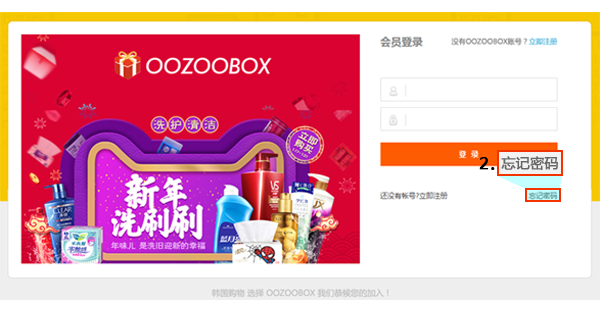 OOZOOBOX
洗护清洁
立即
购买
新年
洗刷刷
年味儿 是洗旧迎新的幸福
VS
蓝月亮
会员登录
没有OOZOOBOX账号？立即注册
登 录
2. 忘记密码
还没有帐号?立即注册
忘记密码
韩国购物 选择 OOZOOBOX 我们恭候您的加入！